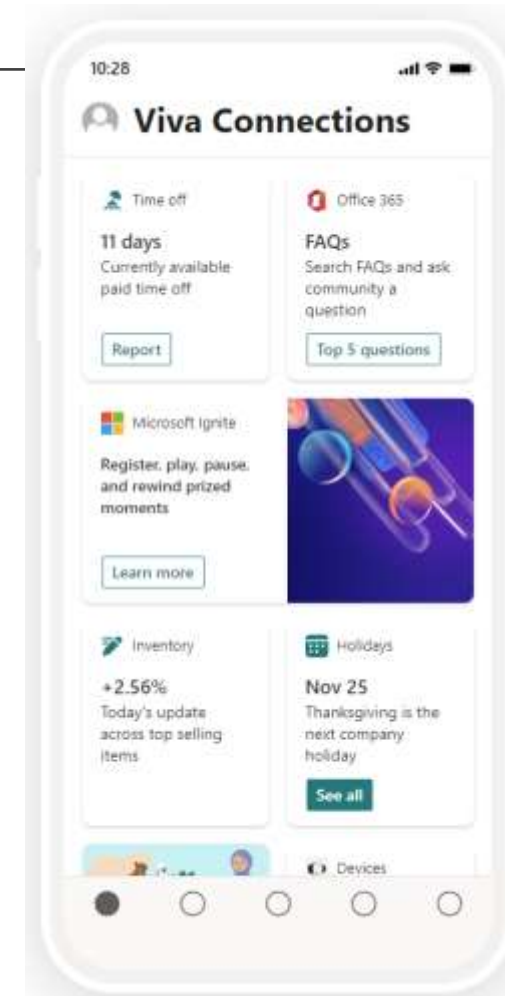 10:28
Viva Connections
Time off
11 days
Currently available
paid time off
Report
Office 365
FAQs
Search FAQs and ask
community a
question
Top 5 questions
Microsoft Ignite
Register, play, pause,
and rewind prized
moments
Learn more
Inventory
+2.56%
Today's update
across top selling
items
Holidays
Nov 25
Thanksgiving is the
next company
holiday
See all
Devices